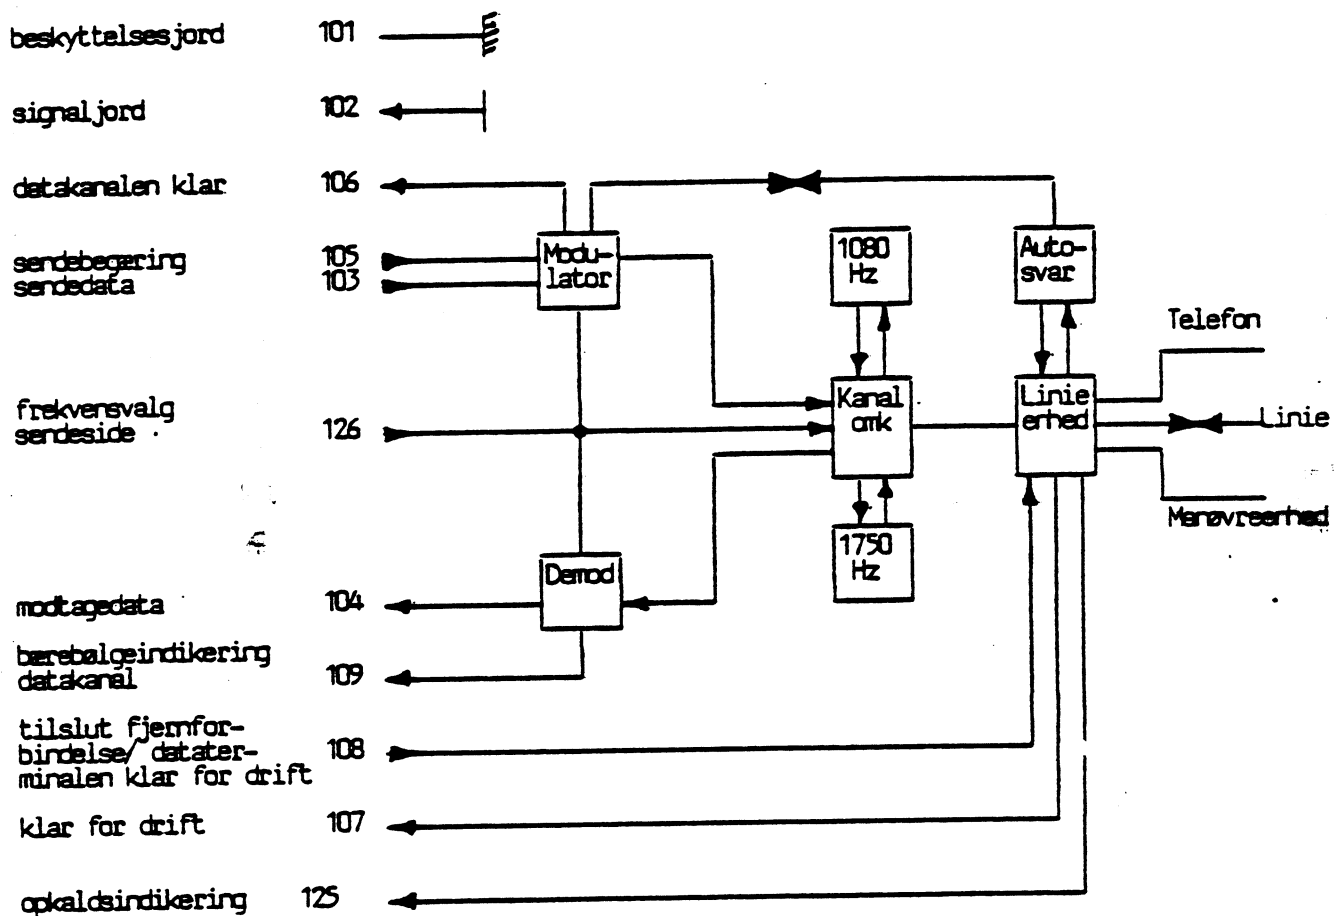 beskyttelsesjord 101
signaljord 102
datakanalen klar 106
sendebegæring 105
sendedata 103
Modu-
lator
1080
Hz
Auto-
svar
Telefon
frekvensvalg
sendeside 126
Kanal
omk
Linie
enhed
Linie
Manøvreenhed
1750
Hz
Demod
modtagedata 104
bærebølgeindikering
datakanal 109
tilslut fjernfor-
bindelse/ datater- 108
minalen klar for drift
klar for drift 107
opkaldsindikering 125